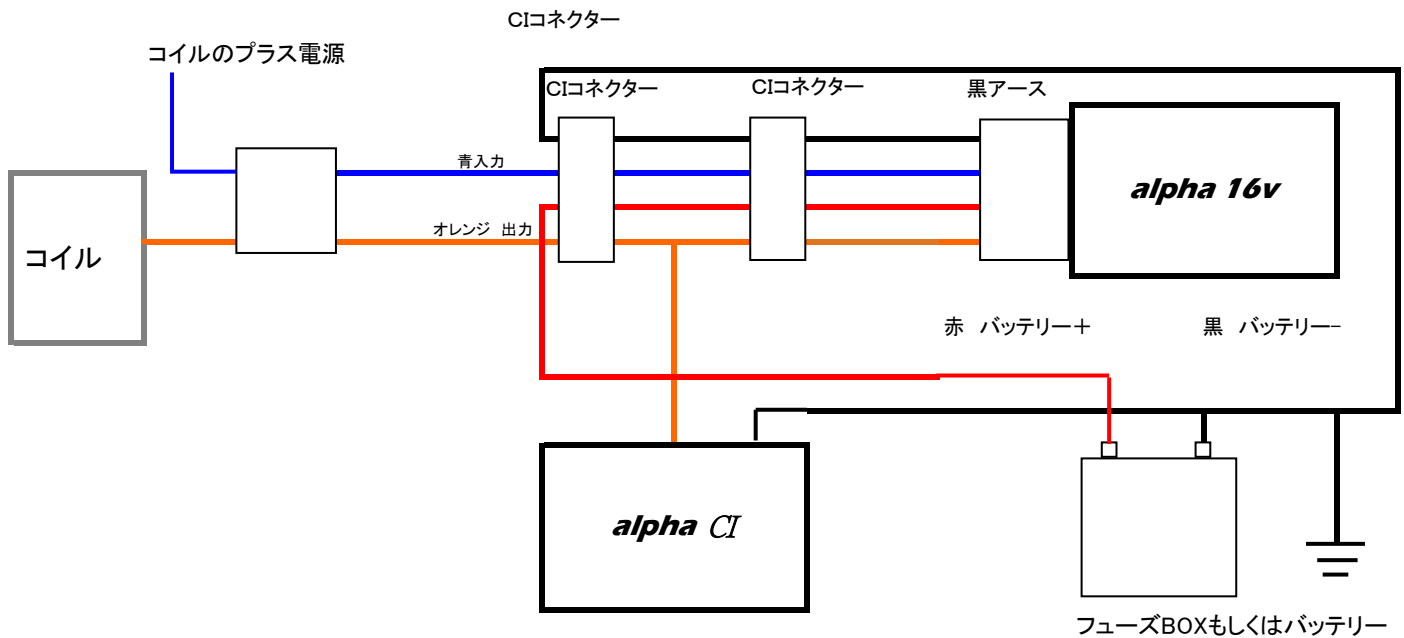 CIコネクター
コイルのプラス電源
CIコネクター
CIコネクター
黒アース
青入力
alpha 16v
オレンジ 出力
コイル
赤 バッテリー＋
黒 バッテリー−
alpha CI
フューズBOXもしくはバッテリー